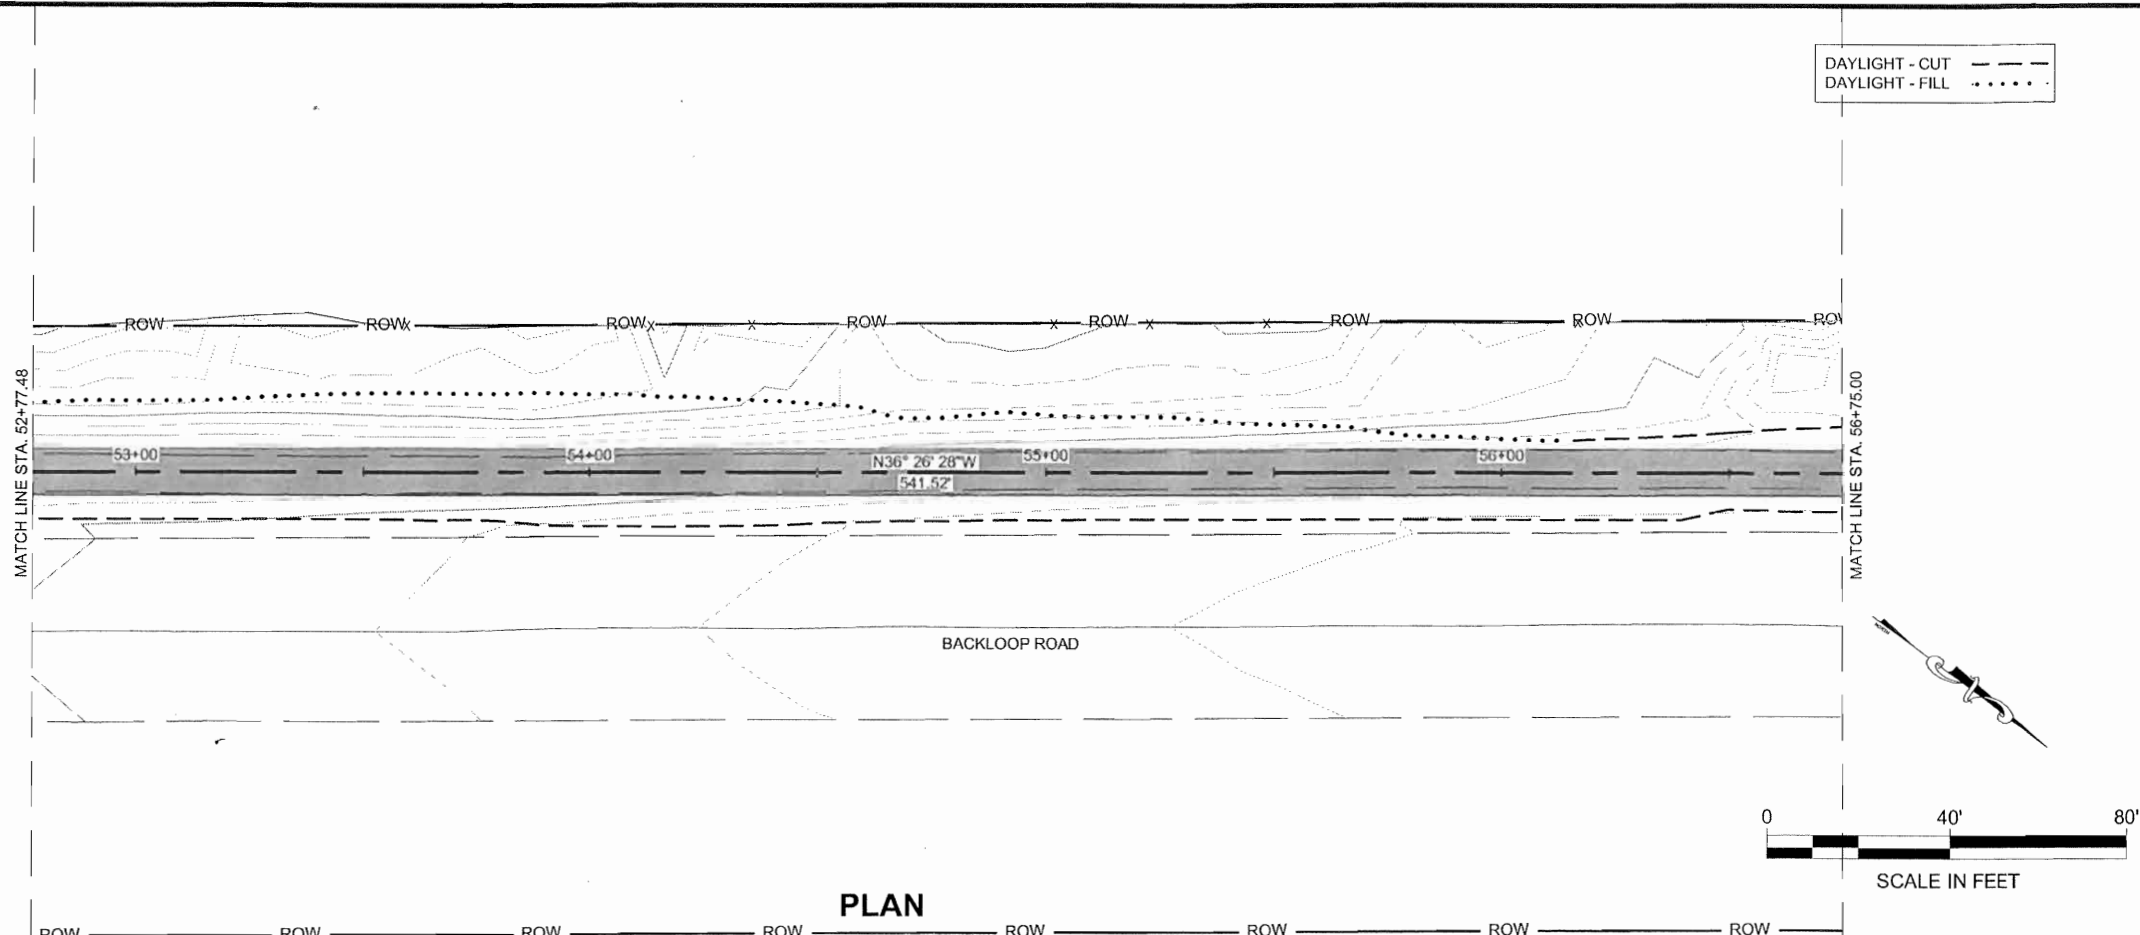 DAYLIGHT - CUT
DAYLIGHT - FILL
ROW ROW ROW ROW ROW ROW ROW ROW
X X X X X X X
MATCH LINE STA. 52+77.48
MATCH LINE STA. 56+75.00
53+00 54+00 55+00 56+00
N36° 26' 28"W
541.52'
BACKLOOP ROAD
0 40' 80'
SCALE IN FEET
PLAN
ROW ROW ROW ROW ROW ROW ROW ROW